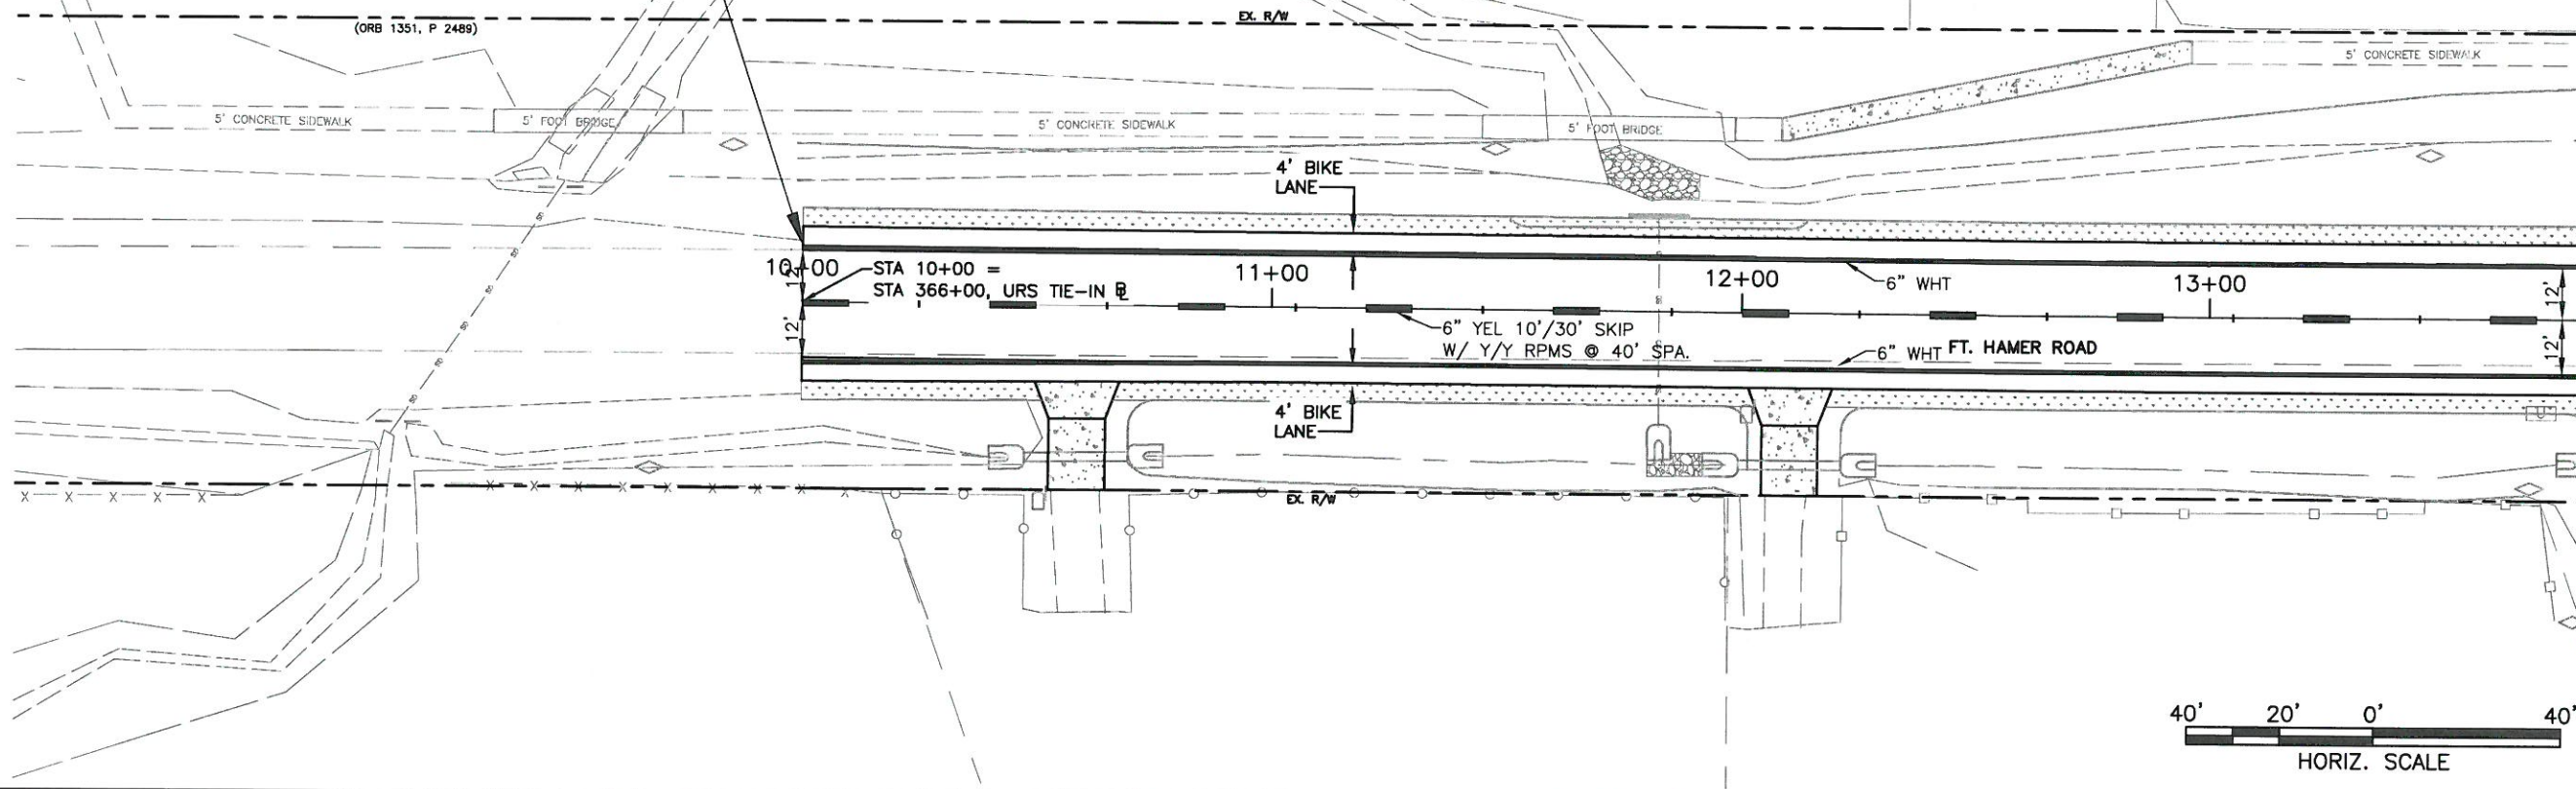 EX. R/W
(ORB 1351, P 2489)
5' CONCRETE SIDEWALK
5' CONCRETE SIDEWALK
5' FOOT BRIDGE
5' CONCRETE SIDEWALK
5' FOOT BRIDGE
4' BIKE
LANE
10+00
12'
STA 10+00 =
STA 366+00, URS TIE-IN BL
11+00
12+00
6" WHT
13+00
12'
12'
6" YEL 10'/30' SKIP
W/ Y/Y RPMS @ 40' SPA.
6" WHT
FT. HAMER ROAD
12'
4' BIKE
LANE
EX. R/W
40' 20' 0' 40'
HORIZ. SCALE